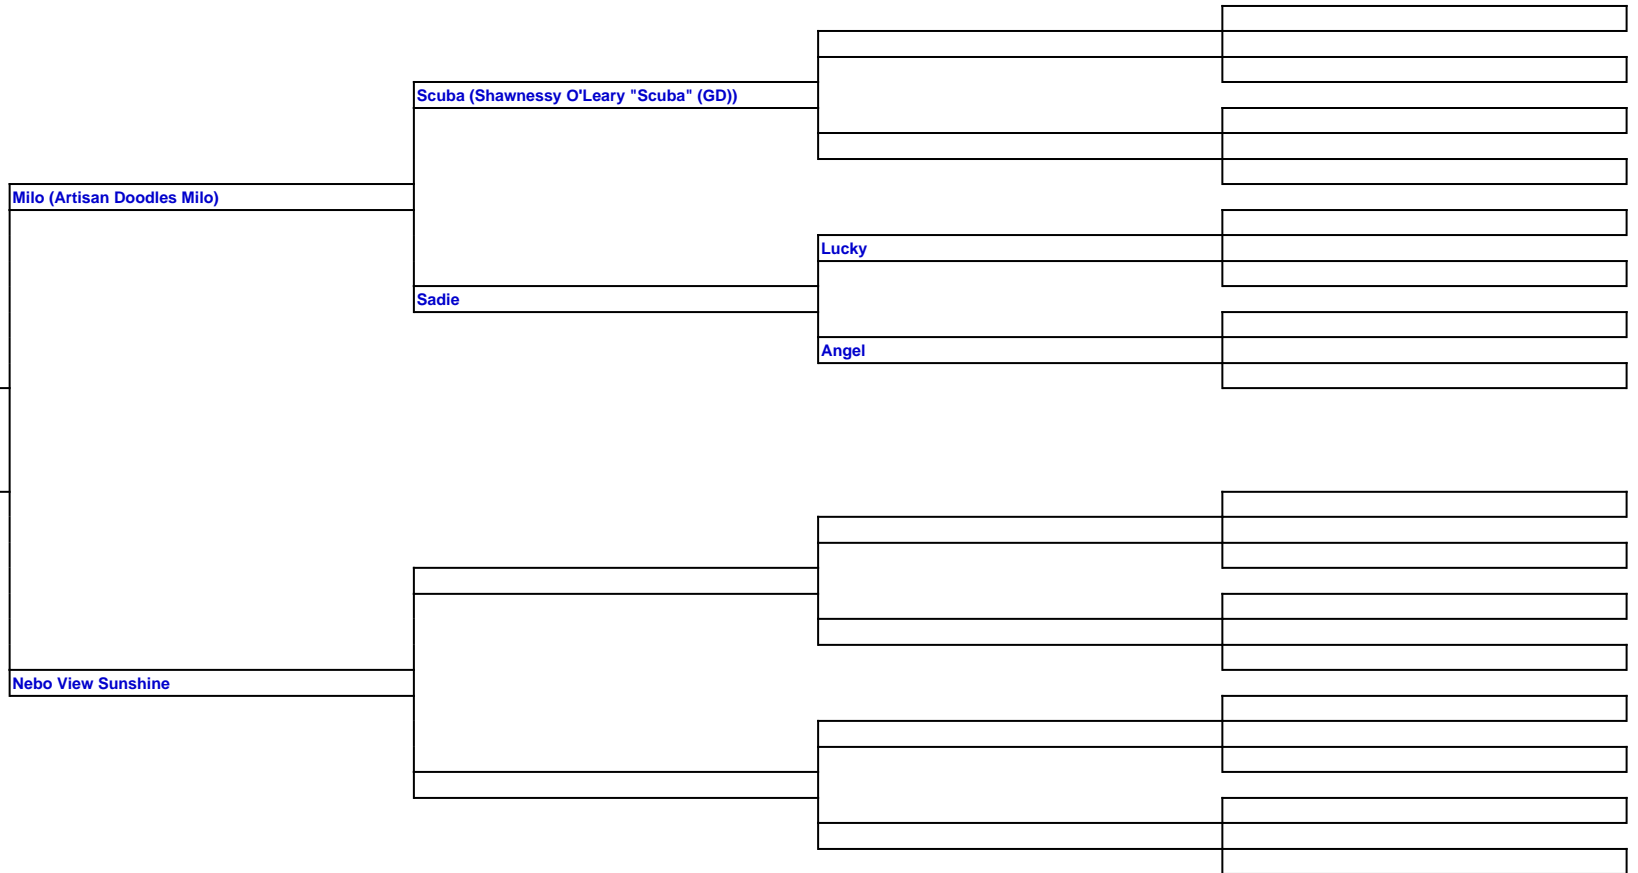 Scuba (Shawnessy O'Leary "Scuba" (GD))
Milo (Artisan Doodles Milo)
Lucky
Sadie
Angel
Nebo View Sunshine